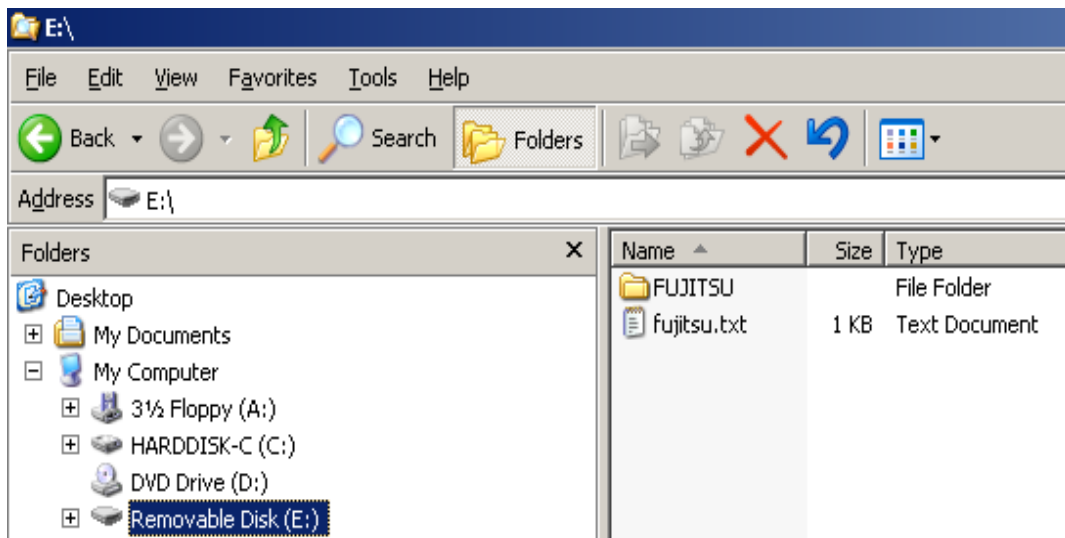 E:\
File Edit View Favorites Tools Help
Back Search Folders
Address E:\
Folders X
Name Size Type
Desktop
My Documents
My Computer
3½ Floppy (A:)
HARDDISK-C (C:)
DVD Drive (D:)
Removable Disk (E:)
FUJITSU File Folder
fujitsu.txt 1 KB Text Document